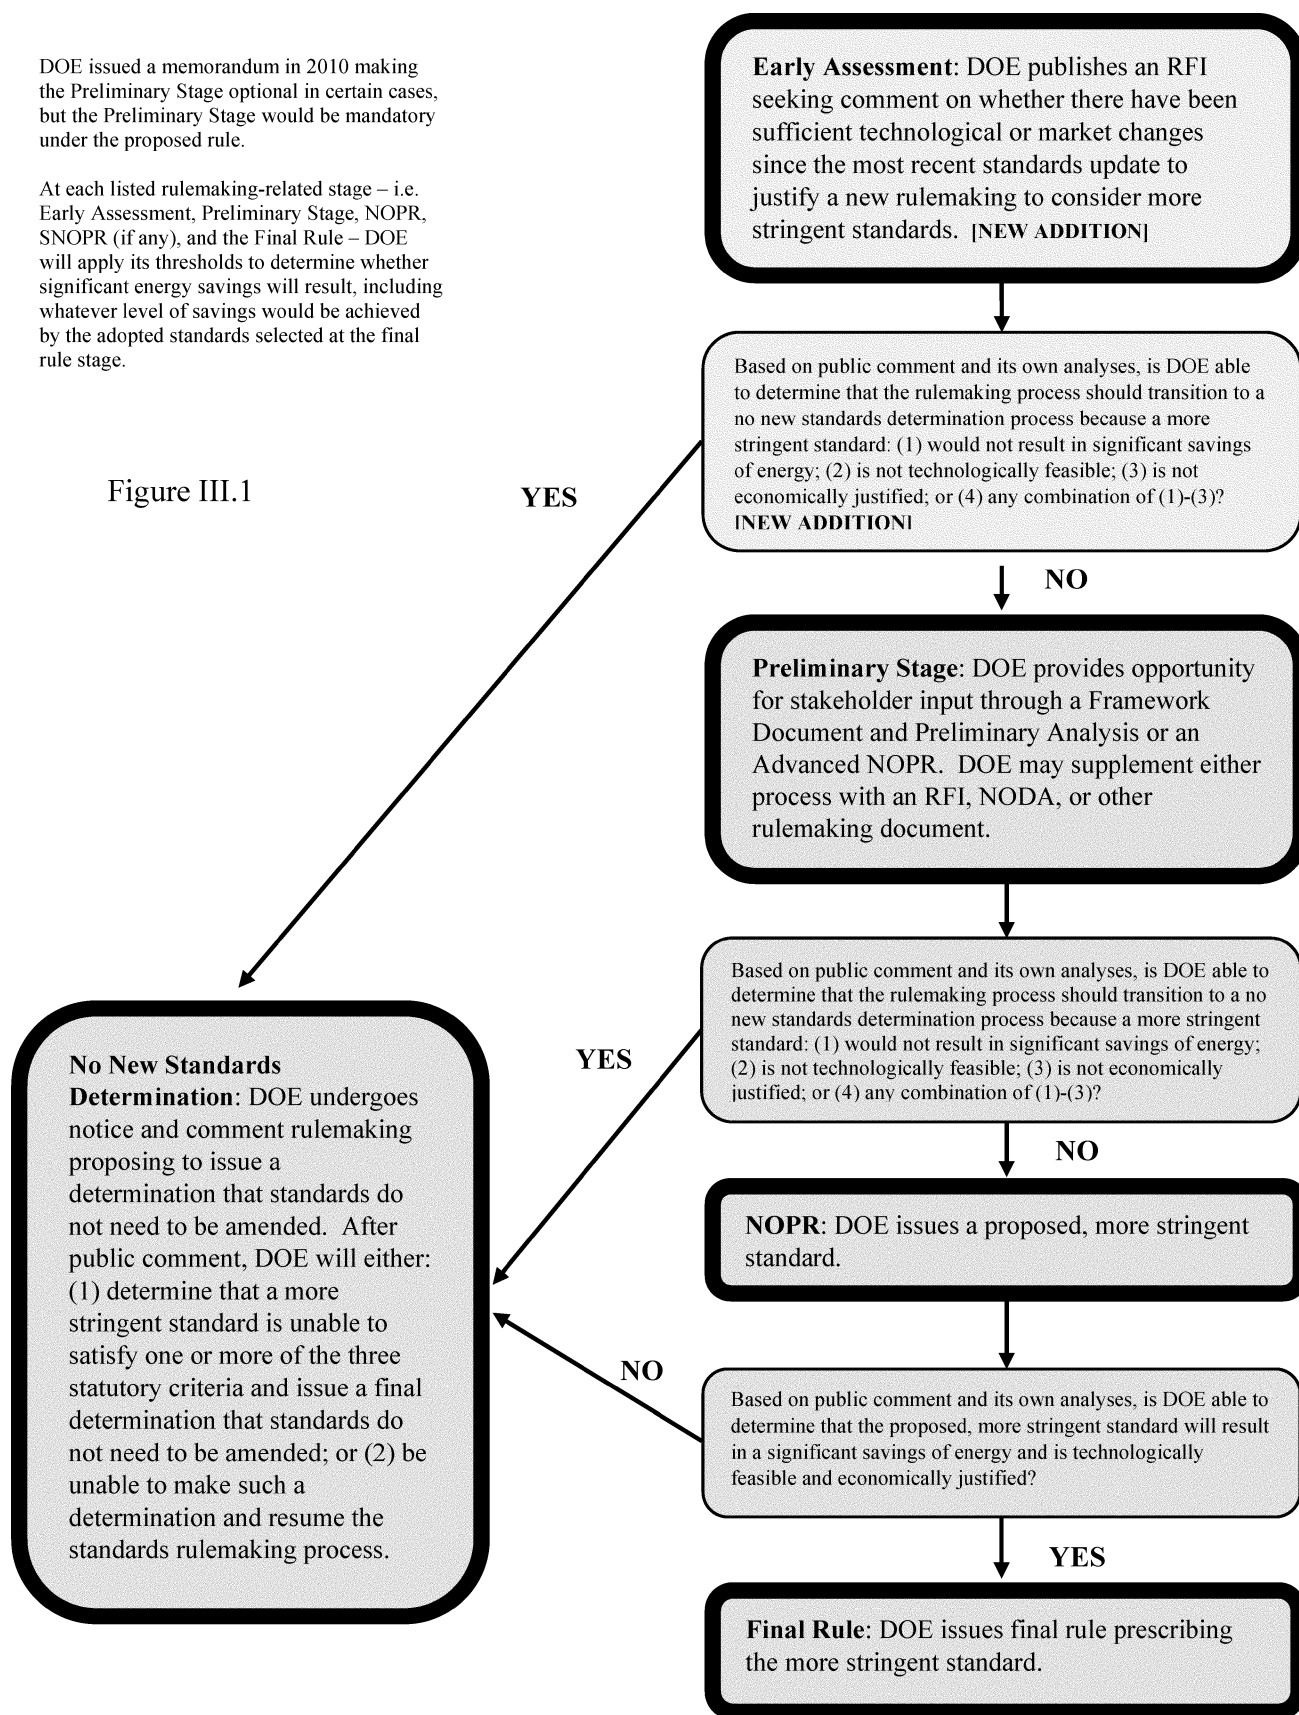 DOE issued a memorandum in 2010 making
the Preliminary Stage optional in certain cases,
but the Preliminary Stage would be mandatory
under the proposed rule.
At each listed rulemaking-related stage – i.e.
Early Assessment, Preliminary Stage, NOPR,
SNOPR (if any), and the Final Rule – DOE
will apply its thresholds to determine whether
significant energy savings will result, including
whatever level of savings would be achieved
by the adopted standards selected at the final
rule stage.
Figure III.1
Early Assessment: DOE publishes an RFI
seeking comment on whether there have been
sufficient technological or market changes
since the most recent standards update to
justify a new rulemaking to consider more
stringent standards. [NEW ADDITION]
Based on public comment and its own analyses, is DOE able
to determine that the rulemaking process should transition to a
no new standards determination process because a more
stringent standard: (1) would not result in significant savings
of energy; (2) is not technologically feasible; (3) is not
economically justified; or (4) any combination of (1)-(3)?
[NEW ADDITION]
YES
NO
Preliminary Stage: DOE provides opportunity
for stakeholder input through a Framework
Document and Preliminary Analysis or an
Advanced NOPR. DOE may supplement either
process with an RFI, NODA, or other
rulemaking document.
Based on public comment and its own analyses, is DOE able to
determine that the rulemaking process should transition to a no
new standards determination process because a more stringent
standard: (1) would not result in significant savings of energy;
(2) is not technologically feasible; (3) is not economically
justified; or (4) any combination of (1)-(3)?
YES
NO
NOPR: DOE issues a proposed, more stringent
standard.
Based on public comment and its own analyses, is DOE able to
determine that the proposed, more stringent standard will result
in a significant savings of energy and is technologically
feasible and economically justified?
NO
YES
Final Rule: DOE issues final rule prescribing
the more stringent standard.
No New Standards
Determination: DOE undergoes
notice and comment rulemaking
proposing to issue a
determination that standards do
not need to be amended. After
public comment, DOE will either:
(1) determine that a more
stringent standard is unable to
satisfy one or more of the three
statutory criteria and issue a final
determination that standards do
not need to be amended; or (2) be
unable to make such a
determination and resume the
standards rulemaking process.